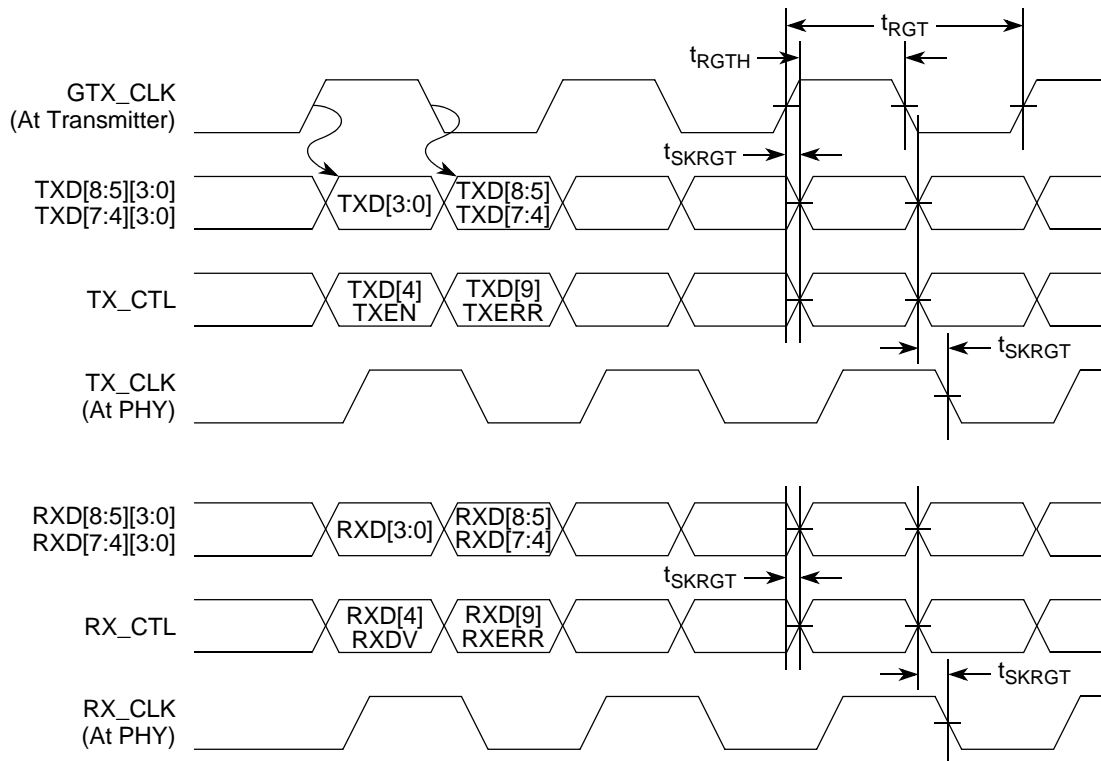 tRGT
tRGTH
GTX_CLK
(At Transmitter)
tSKRGT
TXD[8:5][3:0]
TXD[7:4][3:0]
TXD[3:0]
TXD[8:5]
TXD[7:4]
TX_CTL
TXD[4]
TXEN
TXD[9]
TXERR
tSKRGT
TX_CLK
(At PHY)
RXD[8:5][3:0]
RXD[7:4][3:0]
RXD[3:0]
RXD[8:5]
RXD[7:4]
tSKRGT
RX_CTL
RXD[4]
RXDV
RXD[9]
RXERR
tSKRGT
RX_CLK
(At PHY)